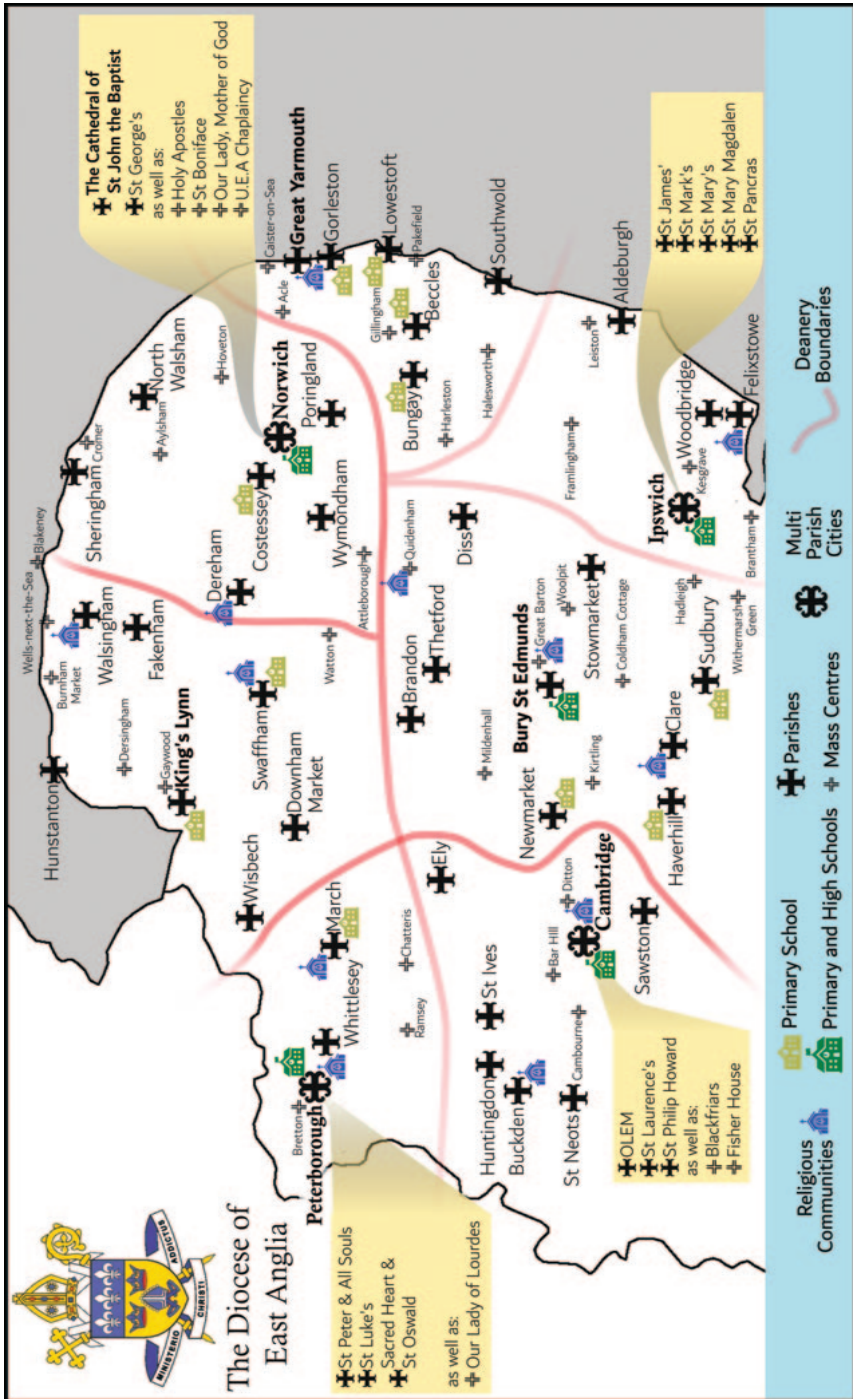 MINISTERIO
CHRISTI
ADDICTUS
The Diocese of
East Anglia
The Cathedral of
St John the Baptist
St George's
as well as:
Holy Apostles
St Boniface
Our Lady, Mother of God
U.E.A Chaplaincy
St Peter & All Souls
St Luke's
Sacred Heart &
St Oswald
as well as:
Our Lady of Lourdes
OLEM
St Laurence's
St Philip Howard
as well as:
Blackfriars
Fisher House
St James'
St Mark's
St Mary's
St Mary Magdalen
St Pancras
Hunstanton
Wells-next-the-Sea
Blakeney
Burnham
Market
Walsingham
Sheringham
Cromer
Dersingham
Fakenham
North
Walsham
Aylsham
Gaywood
King's Lynn
Hoveton
Wisbech
Swaffham
Dereham
Costessey
Norwich
Acle
Caister-on-Sea
Great Yarmouth
Gorleston
Downham
Market
Watton
Wymondham
Poringland
Bretton
Peterborough
Whittlesey
March
Attleborough
Ramsey
Chatteris
Brandon
Thetford
Quidenham
Bungay
Harleston
Gillingham
Beccles
Lowestoft
Pakefield
Ely
Huntingdon
St Ives
Buckden
Mildenhall
Diss
Halesworth
Southwold
St Neots
Cambourne
Bar Hill
Ditton
Cambridge
Newmarket
Kirtling
Bury St Edmunds
Great Barton
Woolpit
Stowmarket
Coldham Cottage
Framlingham
Leiston
Aldeburgh
Sawston
Haverhill
Clare
Sudbury
Hadleigh
Withermarsh
Green
Brantham
Ipswich
Kesgrave
Woodbridge
Felixstowe
Religious
Communities
Primary School
Primary and High Schools
Parishes
Mass Centres
Multi
Parish
Cities
Deanery
Boundaries